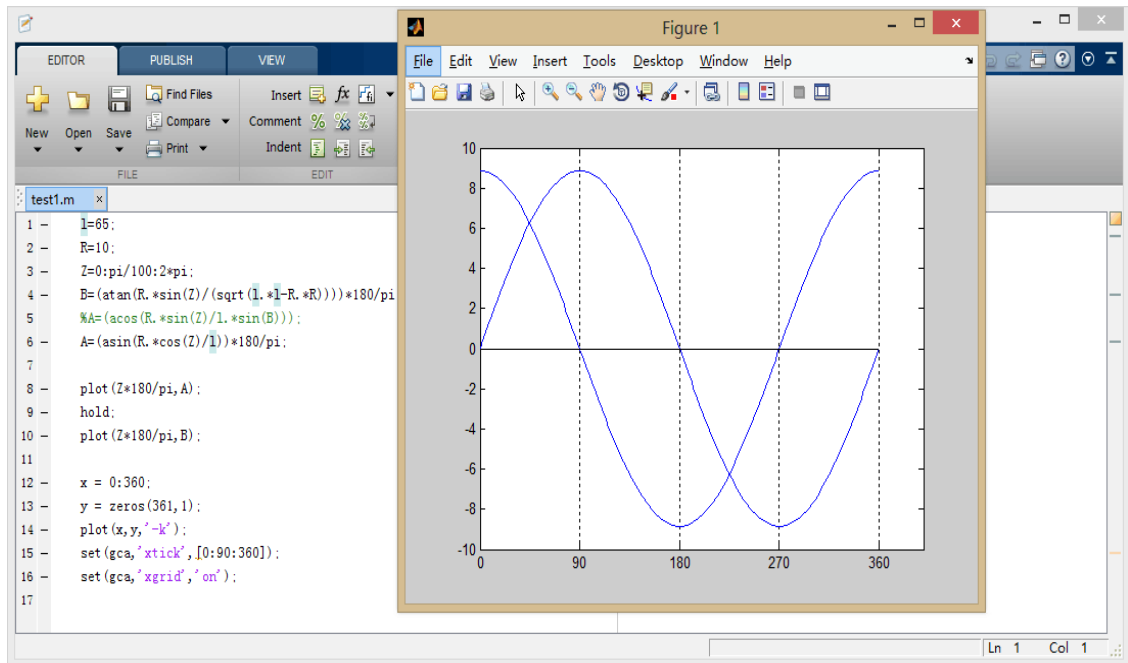 EDITOR PUBLISH VIEW
Find Files
Compare
Print
New Open Save
FILE
Insert fx
Comment
Indent
EDIT
test1.m ×
1 – l=65;
2 – R=10;
3 – Z=0:pi/100:2*pi;
4 – B=(atan(R.*sin(Z)/(sqrt(l.*l-R.*R))))*180/pi
5 %A=(acos(R.*sin(Z)/l.*sin(B)));
6 – A=(asin(R.*cos(Z)/l))*180/pi;
7
8 – plot(Z*180/pi,A);
9 – hold;
10 – plot(Z*180/pi,B);
11
12 – x = 0:360;
13 – y = zeros(361,1);
14 – plot(x,y,'-k');
15 – set(gca,'xtick',[0:90:360]);
16 – set(gca,'xgrid','on');
17
Figure 1
File Edit View Insert Tools Desktop Window Help
10
8
6
4
2
0
-2
-4
-6
-8
-10
0 90 180 270 360
Ln 1 Col 1